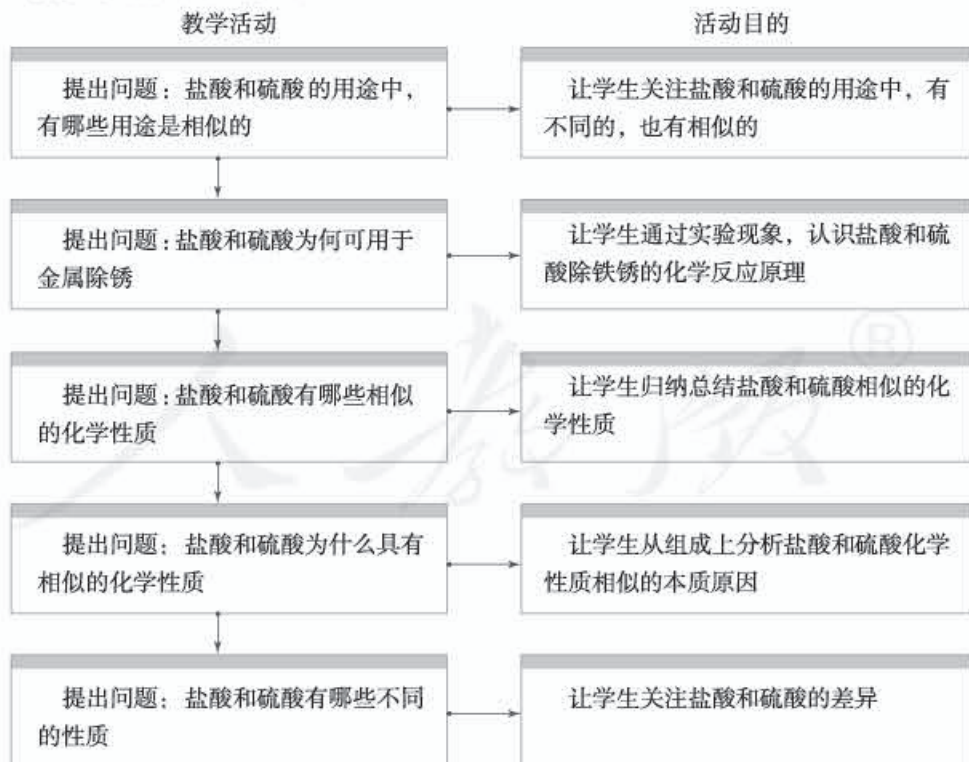 教学活动
活动目的
提出问题：盐酸和硫酸的用途中，
有哪些用途是相似的
让学生关注盐酸和硫酸的用途中，有
不同的，也有相似的
提出问题：盐酸和硫酸为何可用于
金属除锈
让学生通过实验现象，认识盐酸和硫
酸除铁锈的化学反应原理
提出问题：盐酸和硫酸有哪些相似
的化学性质
让学生归纳总结盐酸和硫酸相似的化
学性质
提出问题：盐酸和硫酸为什么具有
相似的化学性质
让学生从组成上分析盐酸和硫酸化学
性质相似的本质原因
提出问题：盐酸和硫酸有哪些不同
的性质
让学生关注盐酸和硫酸的差异
人教版®